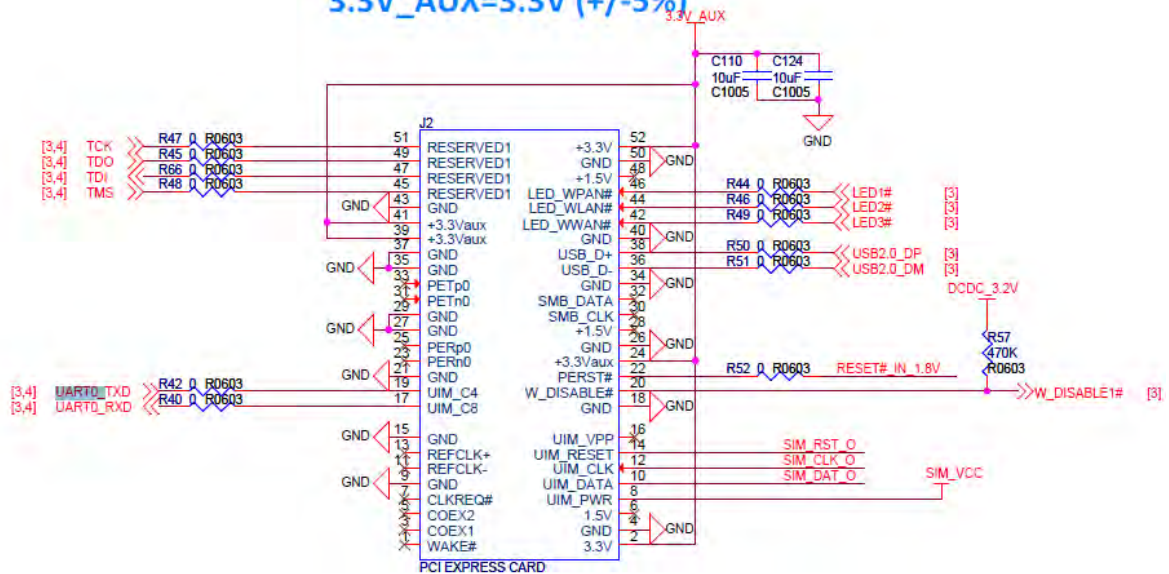 3.3V_AUX=3.3V (+/-5%)
3.3V_AUX
C110 C124
10uF 10uF
C1005 C1005
GND
J2
[3,4] TCK R47 0 R0603 51 RESERVED1 +3.3V 52
[3,4] TDO R45 0 R0603 49 RESERVED1 GND 50 GND
[3,4] TDI R66 0 R0603 47 RESERVED1 +1.5V 48
[3,4] TMS R48 0 R0603 45 RESERVED1 LED_WPAN# 46 R44 0 R0603 LED1# [3]
GND 43 GND LED_WLAN# 44 R46 0 R0603 LED2# [3]
41 +3.3Vaux LED_WWAN# 42 R49 0 R0603 LED3# [3]
39 +3.3Vaux GND 40 GND
37 GND USB_D+ 38 R50 0 R0603 USB2.0_DP [3]
GND 35 GND USB_D- 36 R51 0 R0603 USB2.0_DM [3]
33 PETp0 GND 34 GND
31 PETn0 SMB_DATA 32 DCDC_3.2V
29 GND SMB_CLK 30
GND 27 GND +1.5V 28
25 PERp0 GND 26 GND R57
23 PERn0 +3.3Vaux 24 470K
GND 21 GND PERST# 22 R52 0 R0603 RESET#_IN_1.8V R0603
[3,4] UART0_TXD R42 0 R0603 19 UIM_C4 W_DISABLE# 20 W_DISABLE1# [3]
[3,4] UART0_RXD R40 0 R0603 17 UIM_C8 GND 18 GND
GND 15 GND UIM_VPP 16
13 REFCLK+ UIM_RESET 14 SIM_RST_O
11 REFCLK- UIM_CLK 12 SIM_CLK_O
GND 9 GND UIM_DATA 10 SIM_DAT_O SIM_VCC
7 CLKREQ# UIM_PWR 8
5 COEX2 1.5V 6
3 COEX1 GND 4 GND
1 WAKE# 3.3V 2
PCI EXPRESS CARD